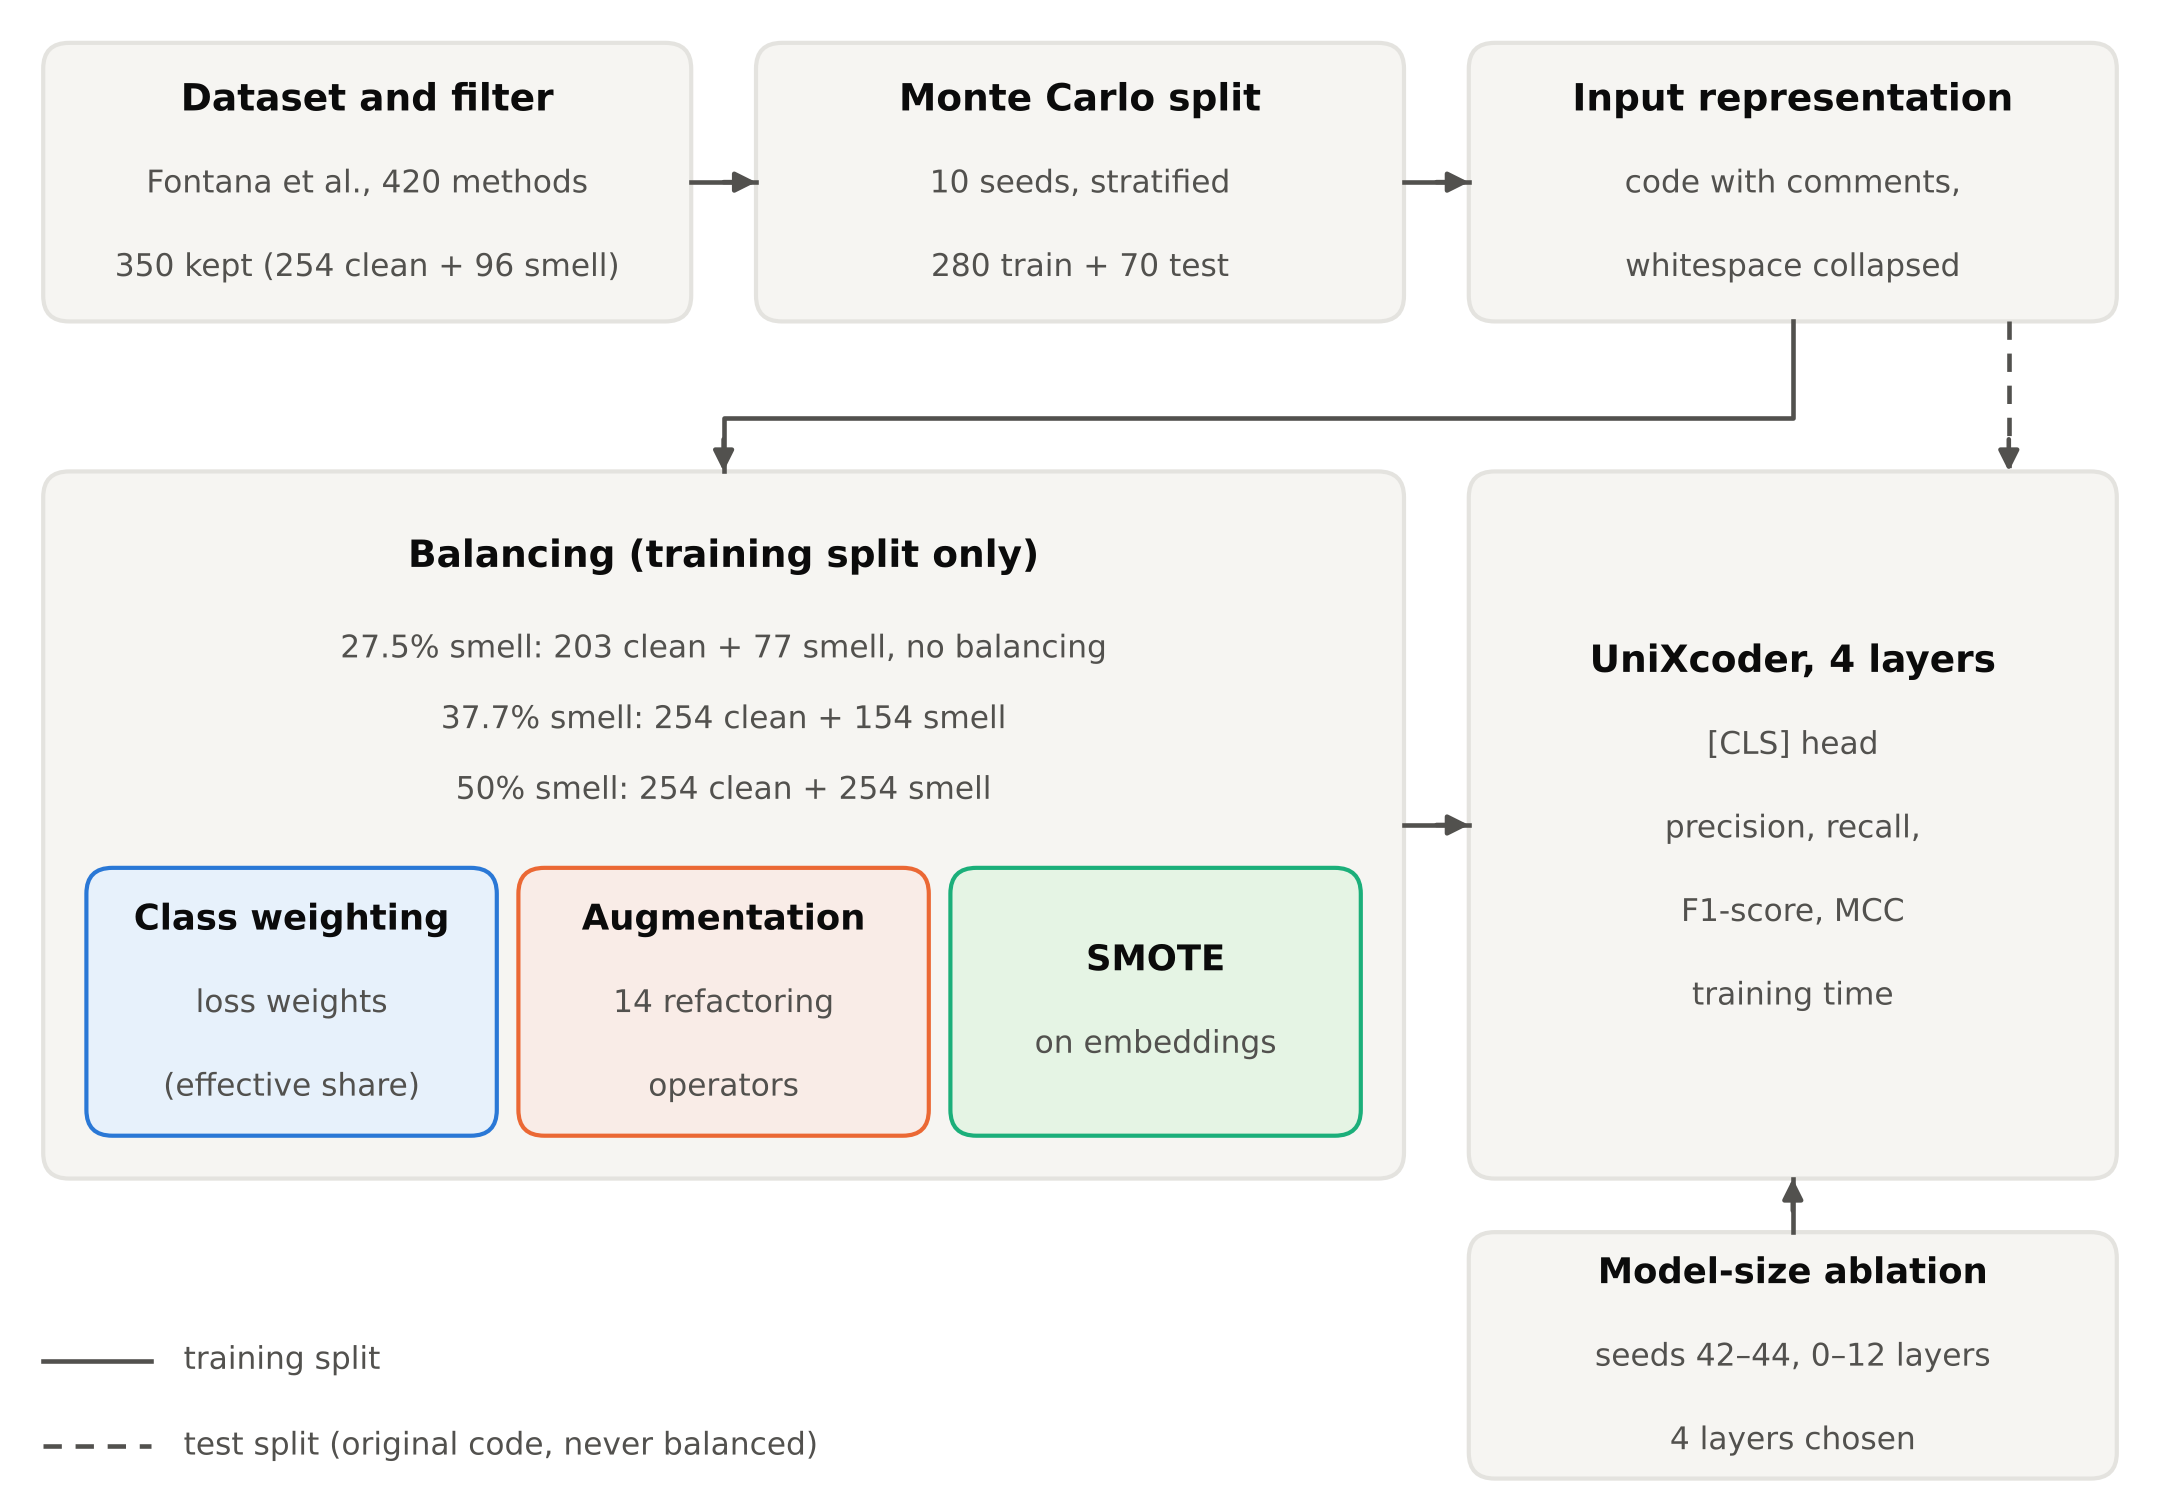 Dataset and filter
Fontana et al., 420 methods
350 kept (254 clean + 96 smell)
Monte Carlo split
10 seeds, stratified
280 train + 70 test
Input representation
code with comments,
whitespace collapsed
Balancing (training split only)
27.5% smell: 203 clean + 77 smell, no balancing
37.7% smell: 254 clean + 154 smell
50% smell: 254 clean + 254 smell
Class weighting
loss weights
(effective share)
Augmentation
14 refactoring
operators
SMOTE
on embeddings
UniXcoder, 4 layers
[CLS] head
precision, recall,
F1-score, MCC
training time
Model-size ablation
seeds 42–44, 0–12 layers
4 layers chosen
training split
test split (original code, never balanced)